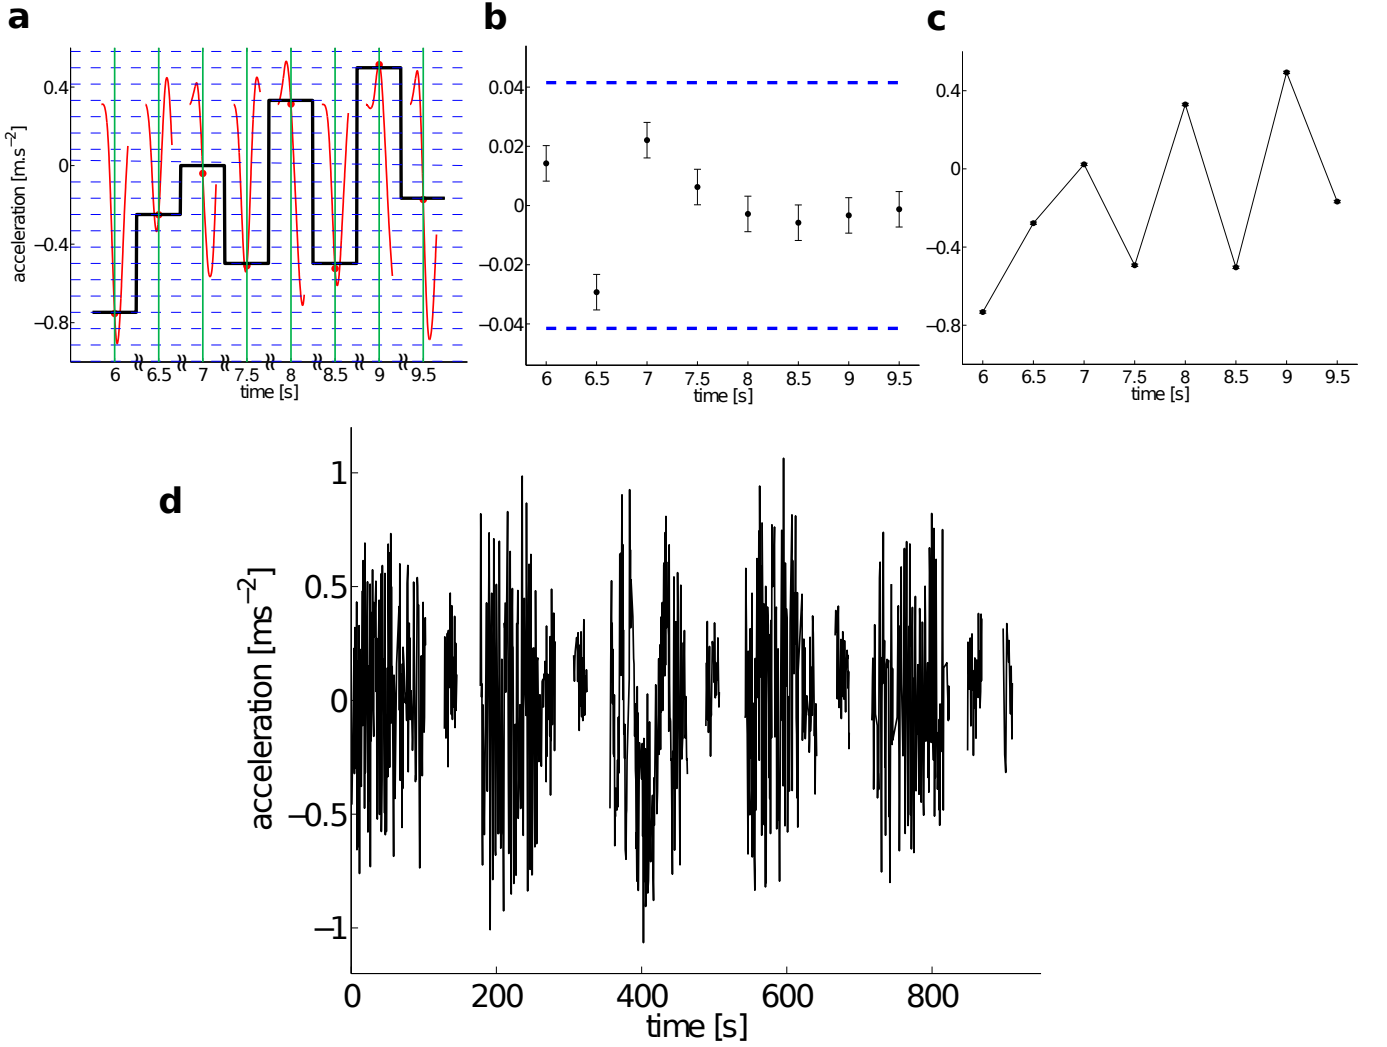 a
acceleration [m.s−2]
0.4
0
−0.4
−0.8
6 6.5 7 7.5 8 8.5 9 9.5
time [s]
b
0.04
0.02
0
−0.02
−0.04
6 6.5 7 7.5 8 8.5 9 9.5
time [s]
c
0.4
0
−0.4
−0.8
6 6.5 7 7.5 8 8.5 9 9.5
time [s]
d
acceleration [ms−2]
1
0.5
0
−0.5
−1
0 200 400 600 800
time [s]